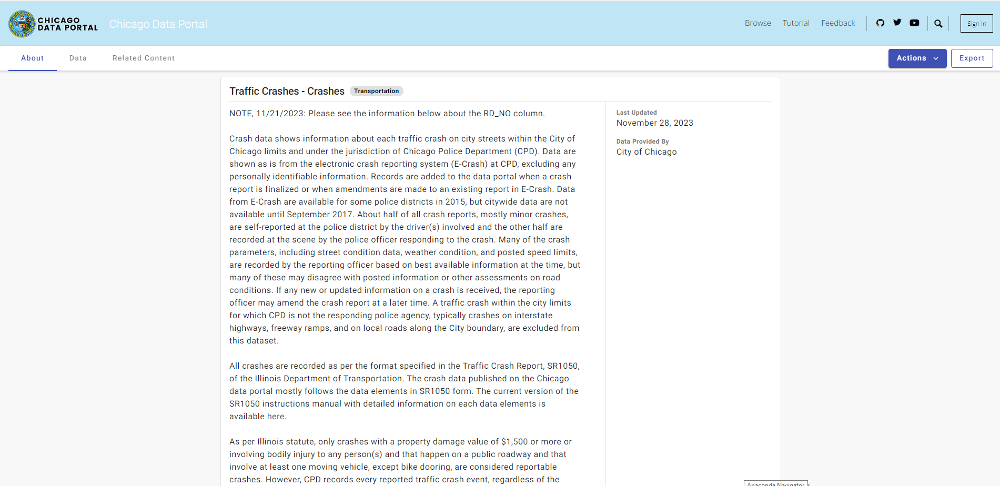 CHICAGO
DATA PORTAL
Chicago Data Portal
Browse Tutorial Feedback Sign In
About Data Related Content Actions Export
Traffic Crashes - Crashes Transportation
NOTE, 11/21/2023: Please see the information below about the RD_NO column.
Crash data shows information about each traffic crash on city streets within the City of
Chicago limits and under the jurisdiction of Chicago Police Department (CPD). Data are
shown as is from the electronic crash reporting system (E-Crash) at CPD, excluding any
personally identifiable information. Records are added to the data portal when a crash
report is finalized or when amendments are made to an existing report in E-Crash. Data
from E-Crash are available for some police districts in 2015, but citywide data are not
available until September 2017. About half of all crash reports, mostly minor crashes,
are self-reported at the police district by the driver(s) involved and the other half are
recorded at the scene by the police officer responding to the crash. Many of the crash
parameters, including street condition data, weather condition, and posted speed limits,
are recorded by the reporting officer based on best available information at the time, but
many of these may disagree with posted information or other assessments on road
conditions. If any new or updated information on a crash is received, the reporting
officer may amend the crash report at a later time. A traffic crash within the city limits
for which CPD is not the responding police agency, typically crashes on interstate
highways, freeway ramps, and on local roads along the City boundary, are excluded from
this dataset.
All crashes are recorded as per the format specified in the Traffic Crash Report, SR1050,
of the Illinois Department of Transportation. The crash data published on the Chicago
data portal mostly follows the data elements in SR1050 form. The current version of the
SR1050 instructions manual with detailed information on each data elements is
available here.
As per Illinois statute, only crashes with a property damage value of $1,500 or more or
involving bodily injury to any person(s) and that happen on a public roadway and that
involve at least one moving vehicle, except bike dooring, are considered reportable
crashes. However, CPD records every reported traffic crash event, regardless of the
Last Updated
November 28, 2023
Data Provided By
City of Chicago
Anaconda Navigator